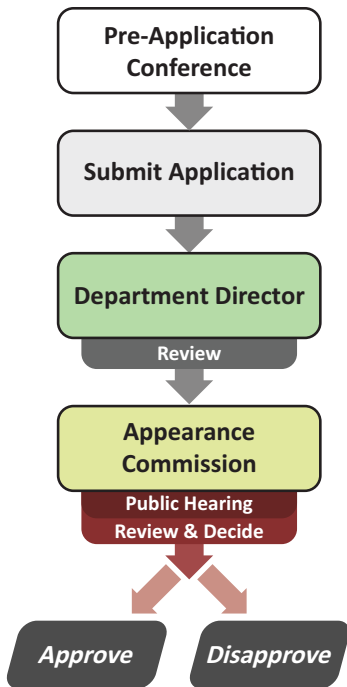 Pre-Application
Conference
Submit Application
Department Director
Review
Appearance
Commission
Public Hearing
Review & Decide
Approve
Disapprove